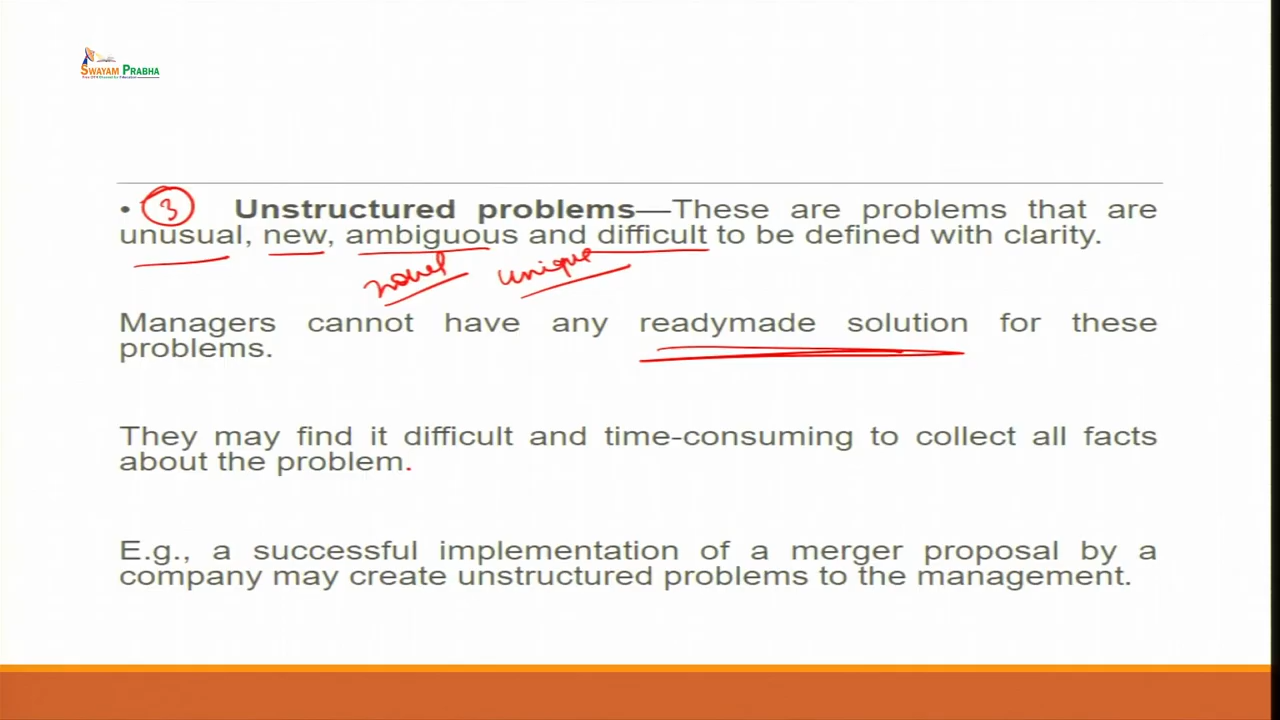 SWAYAM PRABHA
• 3 Unstructured problems—These are problems that are
unusual, new, ambiguous and difficult to be defined with clarity.
novel unique
Managers cannot have any readymade solution for these
problems.
They may find it difficult and time-consuming to collect all facts
about the problem.
E.g., a successful implementation of a merger proposal by a
company may create unstructured problems to the management.